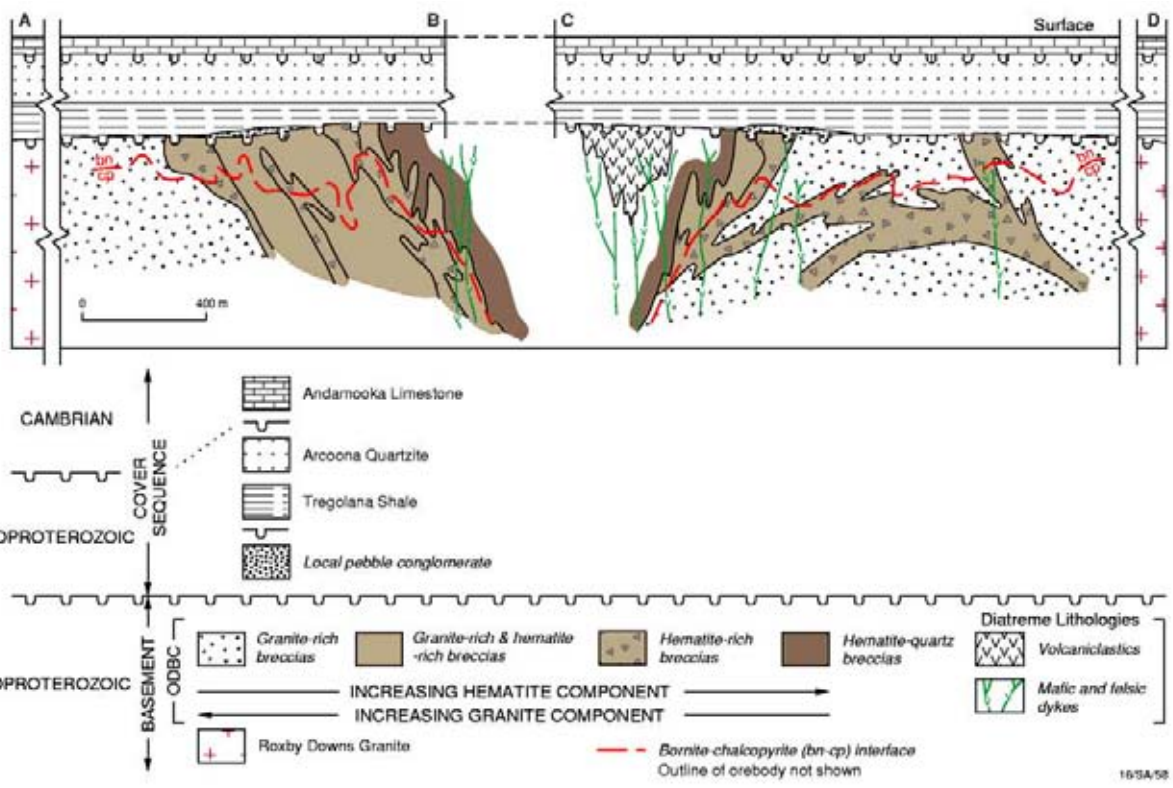 A
B
C
Surface
D
bn
cp
bn
cp
0
400 m
CAMBRIAN
OPROTEROZOIC
COVER
SEQUENCE
Andamooka Limestone
Arcoona Quartzite
Tregolana Shale
Local pebble conglomerate
OPROTEROZOIC
BASEMENT
ODBC
Granite-rich
breccias
Granite-rich & hematite
-rich breccias
Hematite-rich
breccias
Hematite-quartz
breccias
Diatreme Lithologies
Volcaniclastics
Mafic and felsic
dykes
INCREASING HEMATITE COMPONENT
INCREASING GRANITE COMPONENT
Roxby Downs Granite
Bornite-chalcopyrite (bn-cp) interface
Outline of orebody not shown
16/SA/58